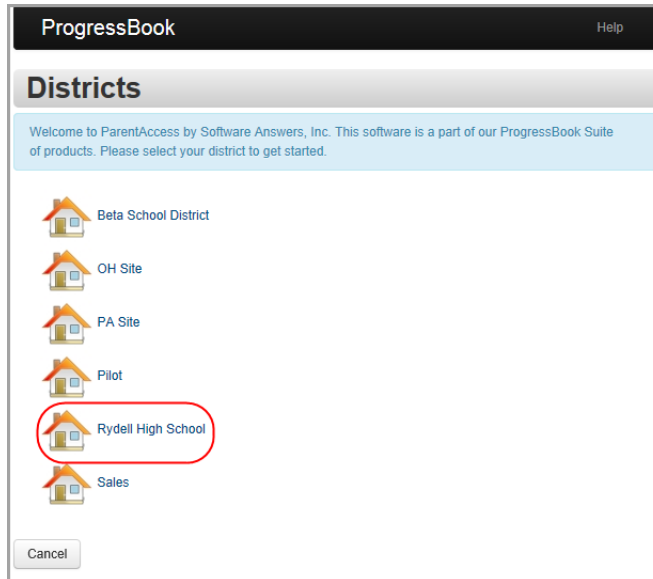 ProgressBook
Help
Districts
Welcome to ParentAccess by Software Answers, Inc. This software is a part of our ProgressBook Suite
of products. Please select your district to get started.
Beta School District
OH Site
PA Site
Pilot
Rydell High School
Sales
Cancel